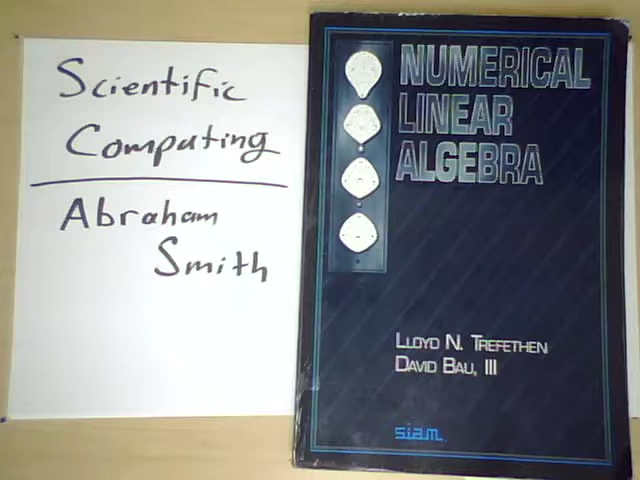 Scientific
Computing
Abraham
Smith
NUMERICAL
LINEAR
ALGEBRA
LLOYD N. TREFETHEN
DAVID BAU, III
siam